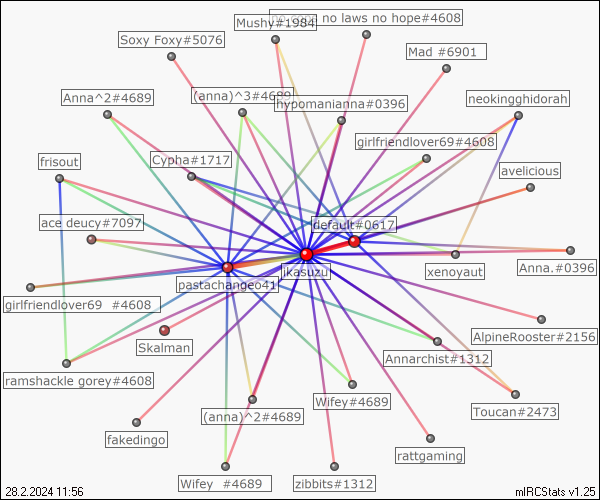 Mushy#1984
no gods no laws no hope#4608
Soxy Foxy#5076
Mad #6901
Anna^2#4689
(anna)^3#4689
hypomanianna#0396
neokingghidorah
girlfriendlover69#4608
frisout
Cypha#1717
avelicious
ace deucy#7097
default#0617
jkasuzu
xenoyaut
Anna.#0396
pastachangeo41
girlfriendlover69 #4608
AlpineRooster#2156
Skalman
Annarchist#1312
ramshackle gorey#4608
Wifey#4689
Toucan#2473
(anna)^2#4689
fakedingo
rattgaming
Wifey #4689
zibbits#1312
28.2.2024 11:56
mIRCStats v1.25